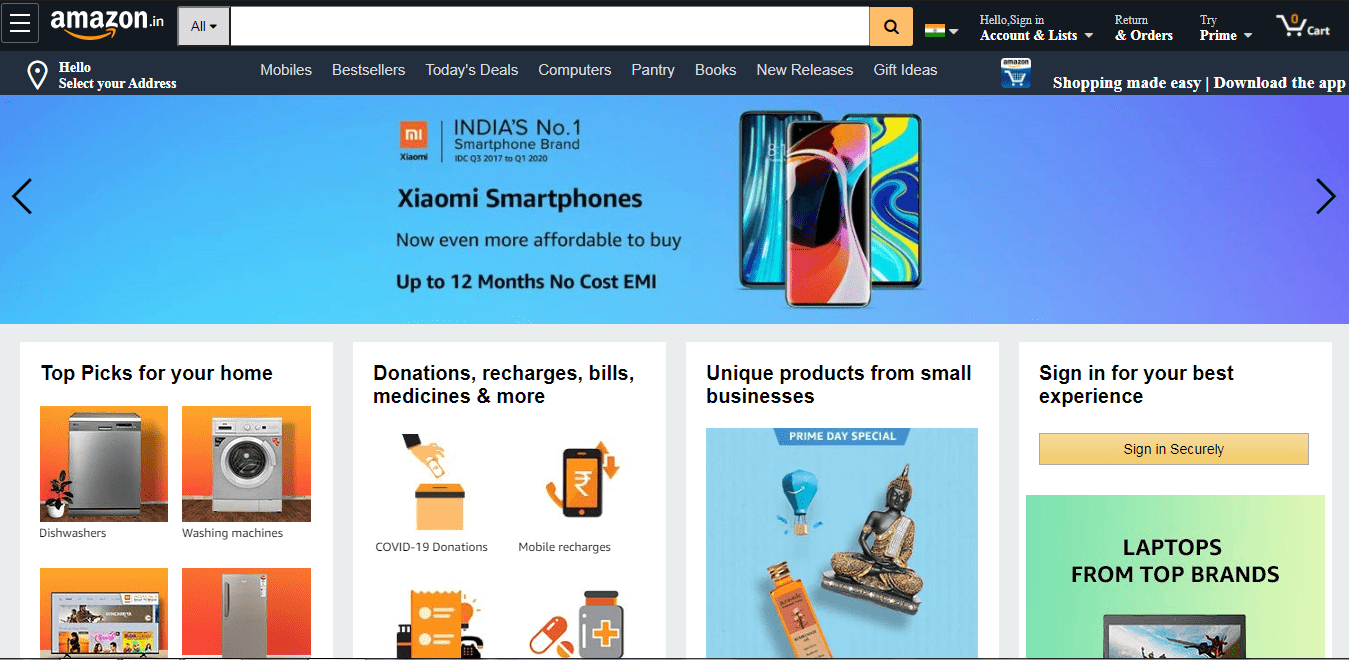 amazon.in
All
Hello,Sign in
Account & Lists
Return
& Orders
Try
Prime
0
Cart
Hello
Select your Address
Mobiles
Bestsellers
Today's Deals
Computers
Pantry
Books
New Releases
Gift Ideas
amazon
Shopping made easy | Download the app
mi
Xiaomi
INDIA'S No.1
Smartphone Brand
IDC Q3 2017 to Q1 2020
Xiaomi Smartphones
Now even more affordable to buy
Up to 12 Months No Cost EMI
Top Picks for your home
Dishwashers
Washing machines
Donations, recharges, bills,
medicines & more
₹
COVID-19 Donations
Mobile recharges
Unique products from small
businesses
PRIME DAY SPECIAL
Sign in for your best
experience
Sign in Securely
LAPTOPS
FROM TOP BRANDS